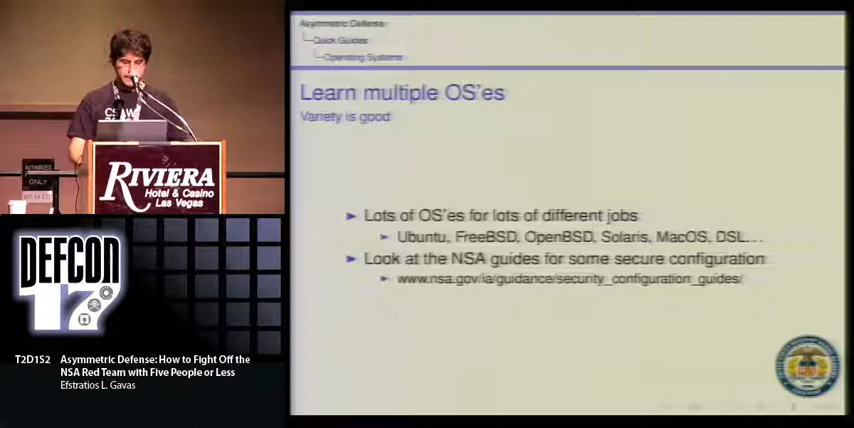 Asymmetric Defense
Quick Guides
Operating Systems
Learn multiple OS'es
Variety is good
Lots of OS'es for lots of different jobs
Ubuntu, FreeBSD, OpenBSD, Solaris, MacOS, DSL...
Look at the NSA guides for some secure configuration
www.nsa.gov/ia/guidance/security_configuration_guides/
AUTHORIZED
ONLY
RIVIERA
Hotel & Casino
Las Vegas
DEFCON
17
T2D1S2 Asymmetric Defense: How to Fight Off the
NSA Red Team with Five People or Less
Efstratios L. Gavas